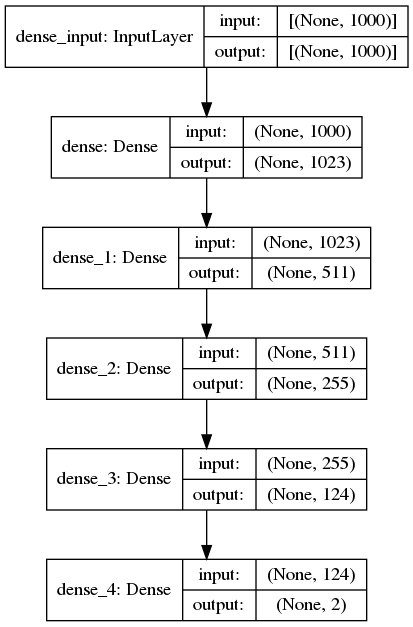 dense_input: InputLayer
input: [(None, 1000)]
output: [(None, 1000)]
dense: Dense
input: (None, 1000)
output: (None, 1023)
dense_1: Dense
input: (None, 1023)
output: (None, 511)
dense_2: Dense
input: (None, 511)
output: (None, 255)
dense_3: Dense
input: (None, 255)
output: (None, 124)
dense_4: Dense
input: (None, 124)
output: (None, 2)